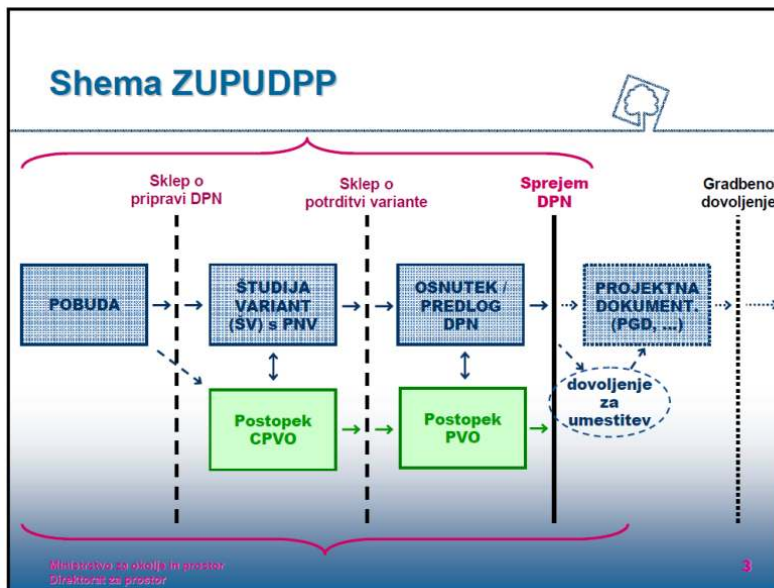 Shema ZUPUDPP
Sklep o
pripravi DPN
Sklep o
potrditvi variante
Sprejem
DPN
Gradbeno
dovoljenje
POBUDA
ŠTUDIJA
VARIANT
(ŠV) s PNV
OSNUTEK /
PREDLOG
DPN
PROJEKTNA
DOKUMENT.
(PGD, ...)
Postopek
CPVO
Postopek
PVO
dovoljenje
za
umestitev
Ministrstvo za okolje in prostor
Direktorat za prostor
3